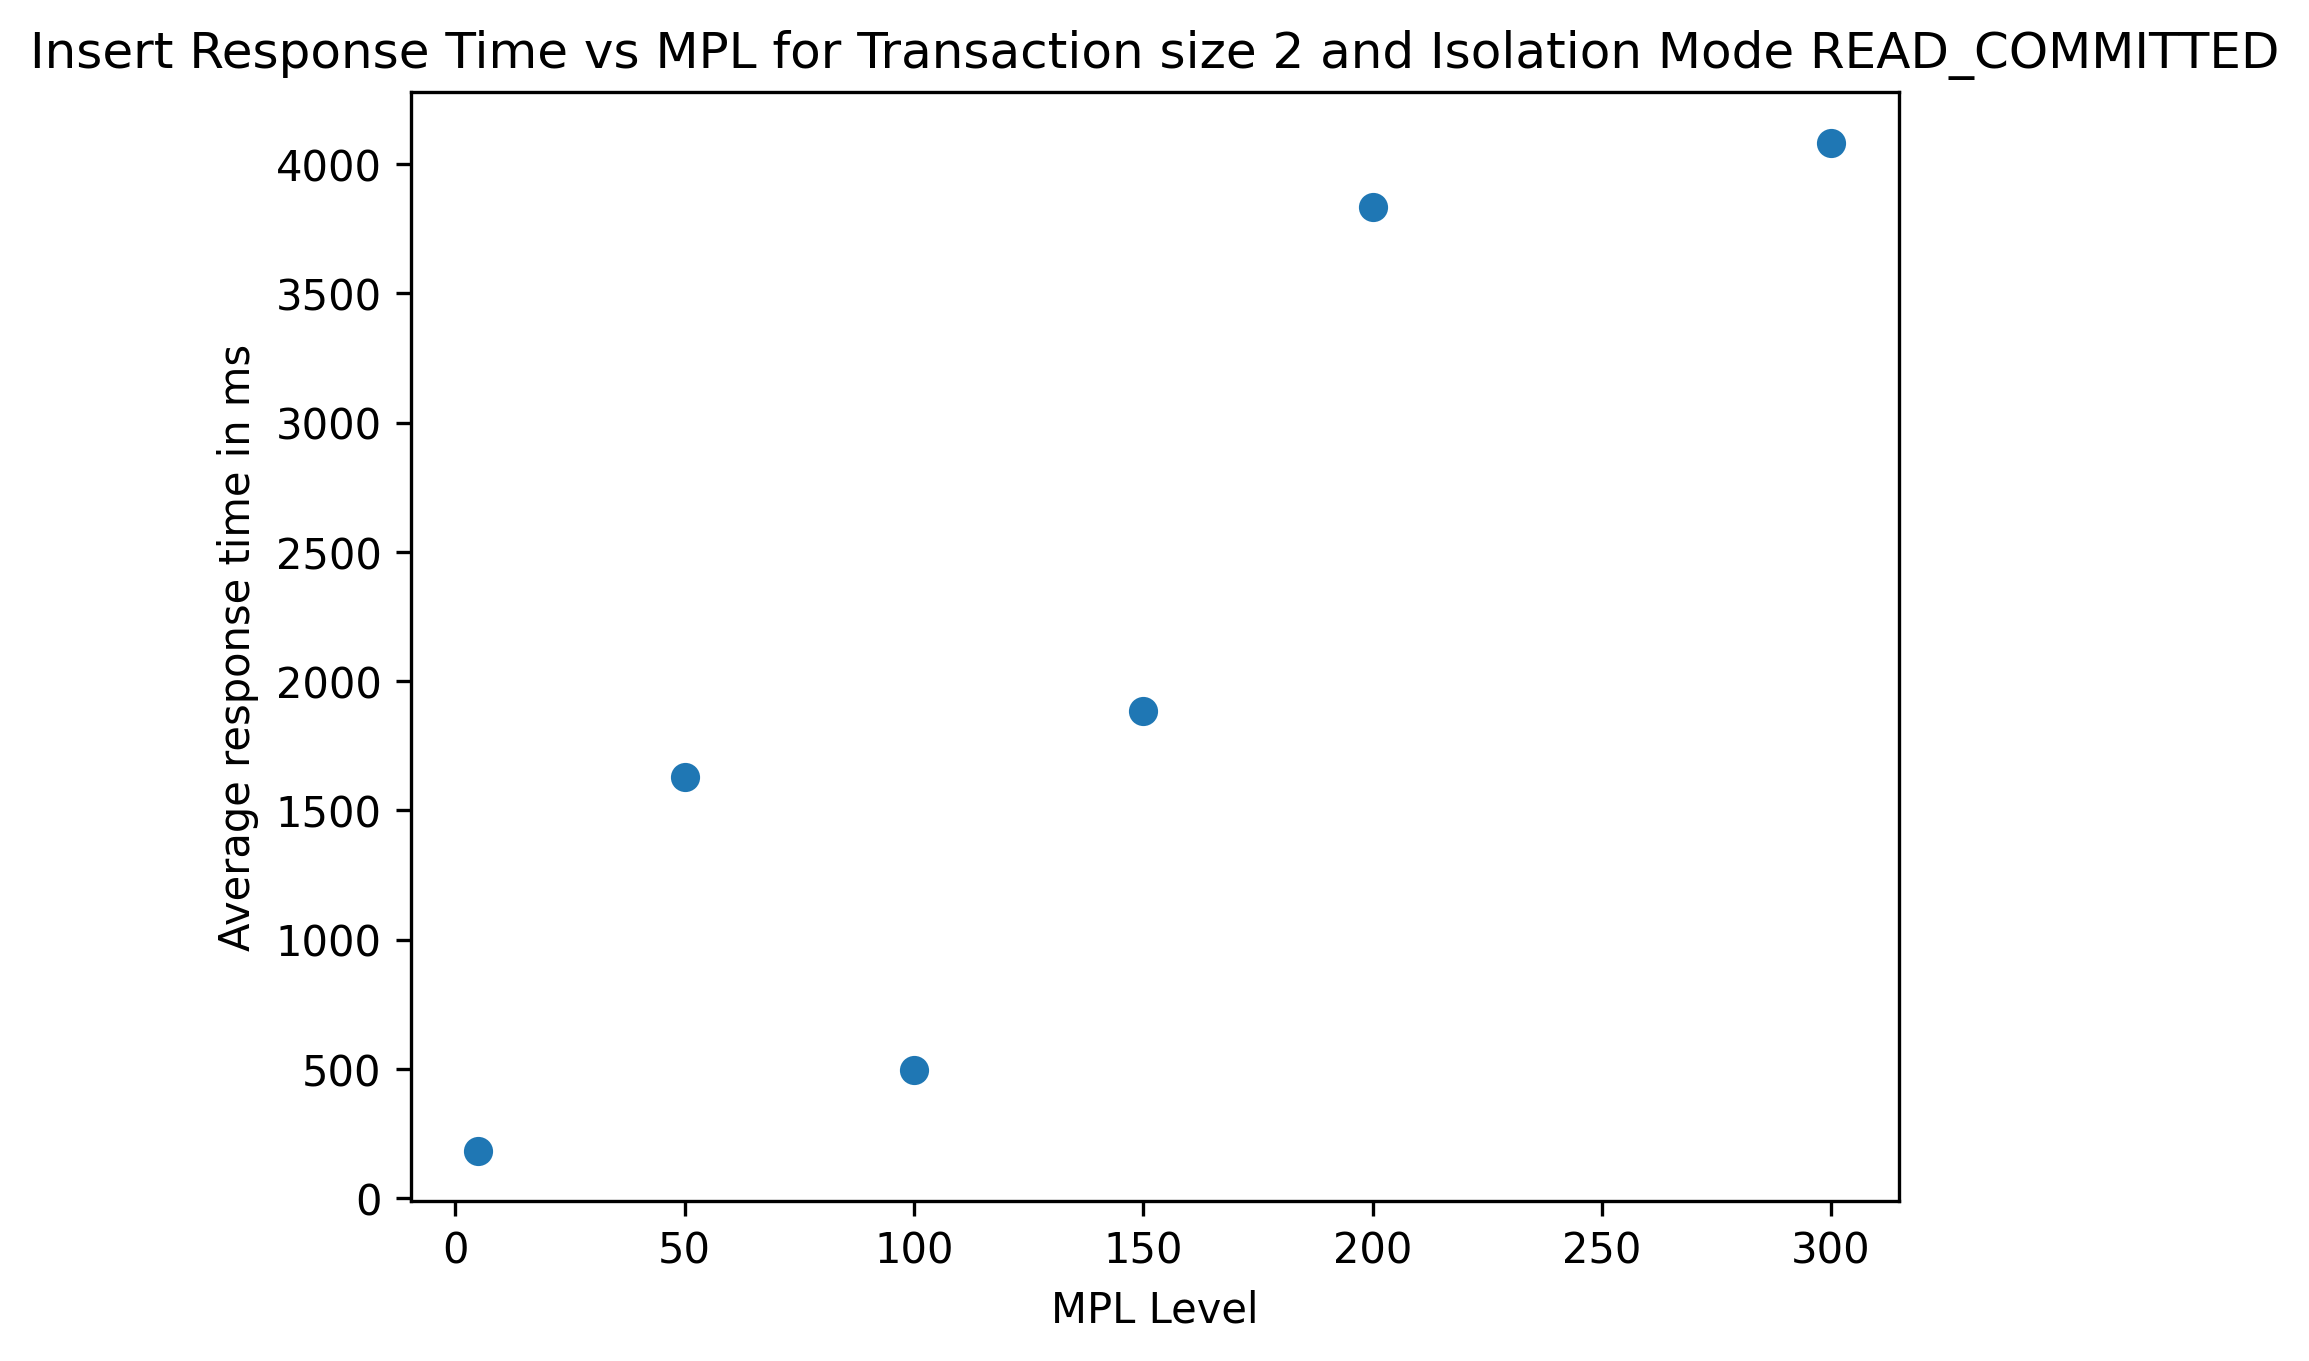 Insert Response Time vs MPL for Transaction size 2 and Isolation Mode READ_COMMITTED
Average response time in ms
4000
3500
3000
2500
2000
1500
1000
500
0
0 50 100 150 200 250 300
MPL Level